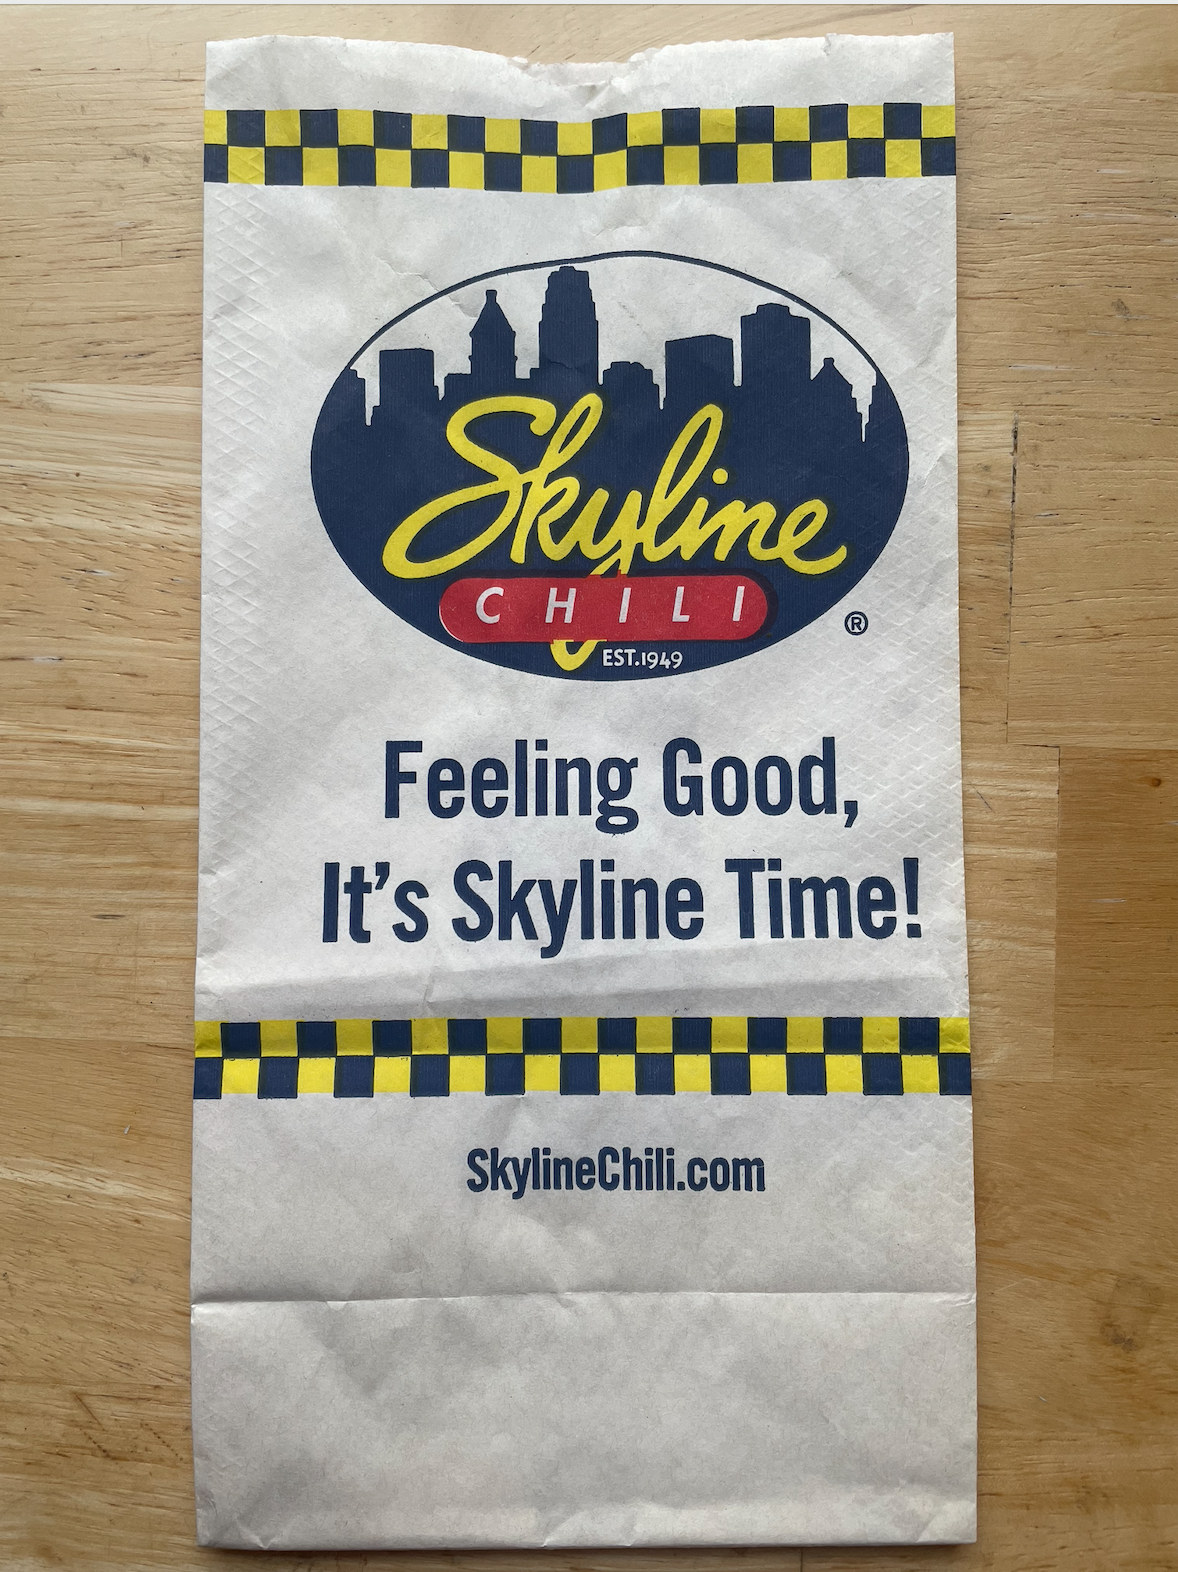 Skyline
CHILI
®
EST.1949
Feeling Good,
It's Skyline Time!
SkylineChili.com